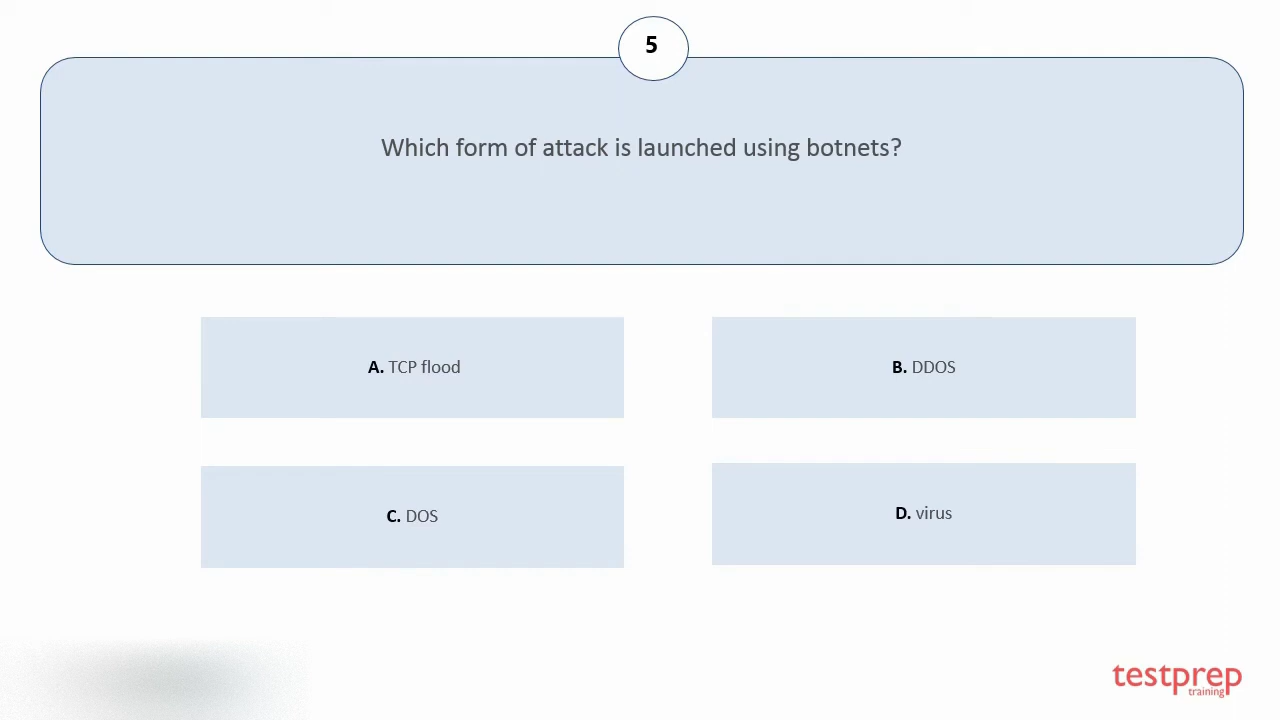 5
Which form of attack is launched using botnets?
A. TCP flood
B. DDOS
C. DOS
D. virus
testprep
training